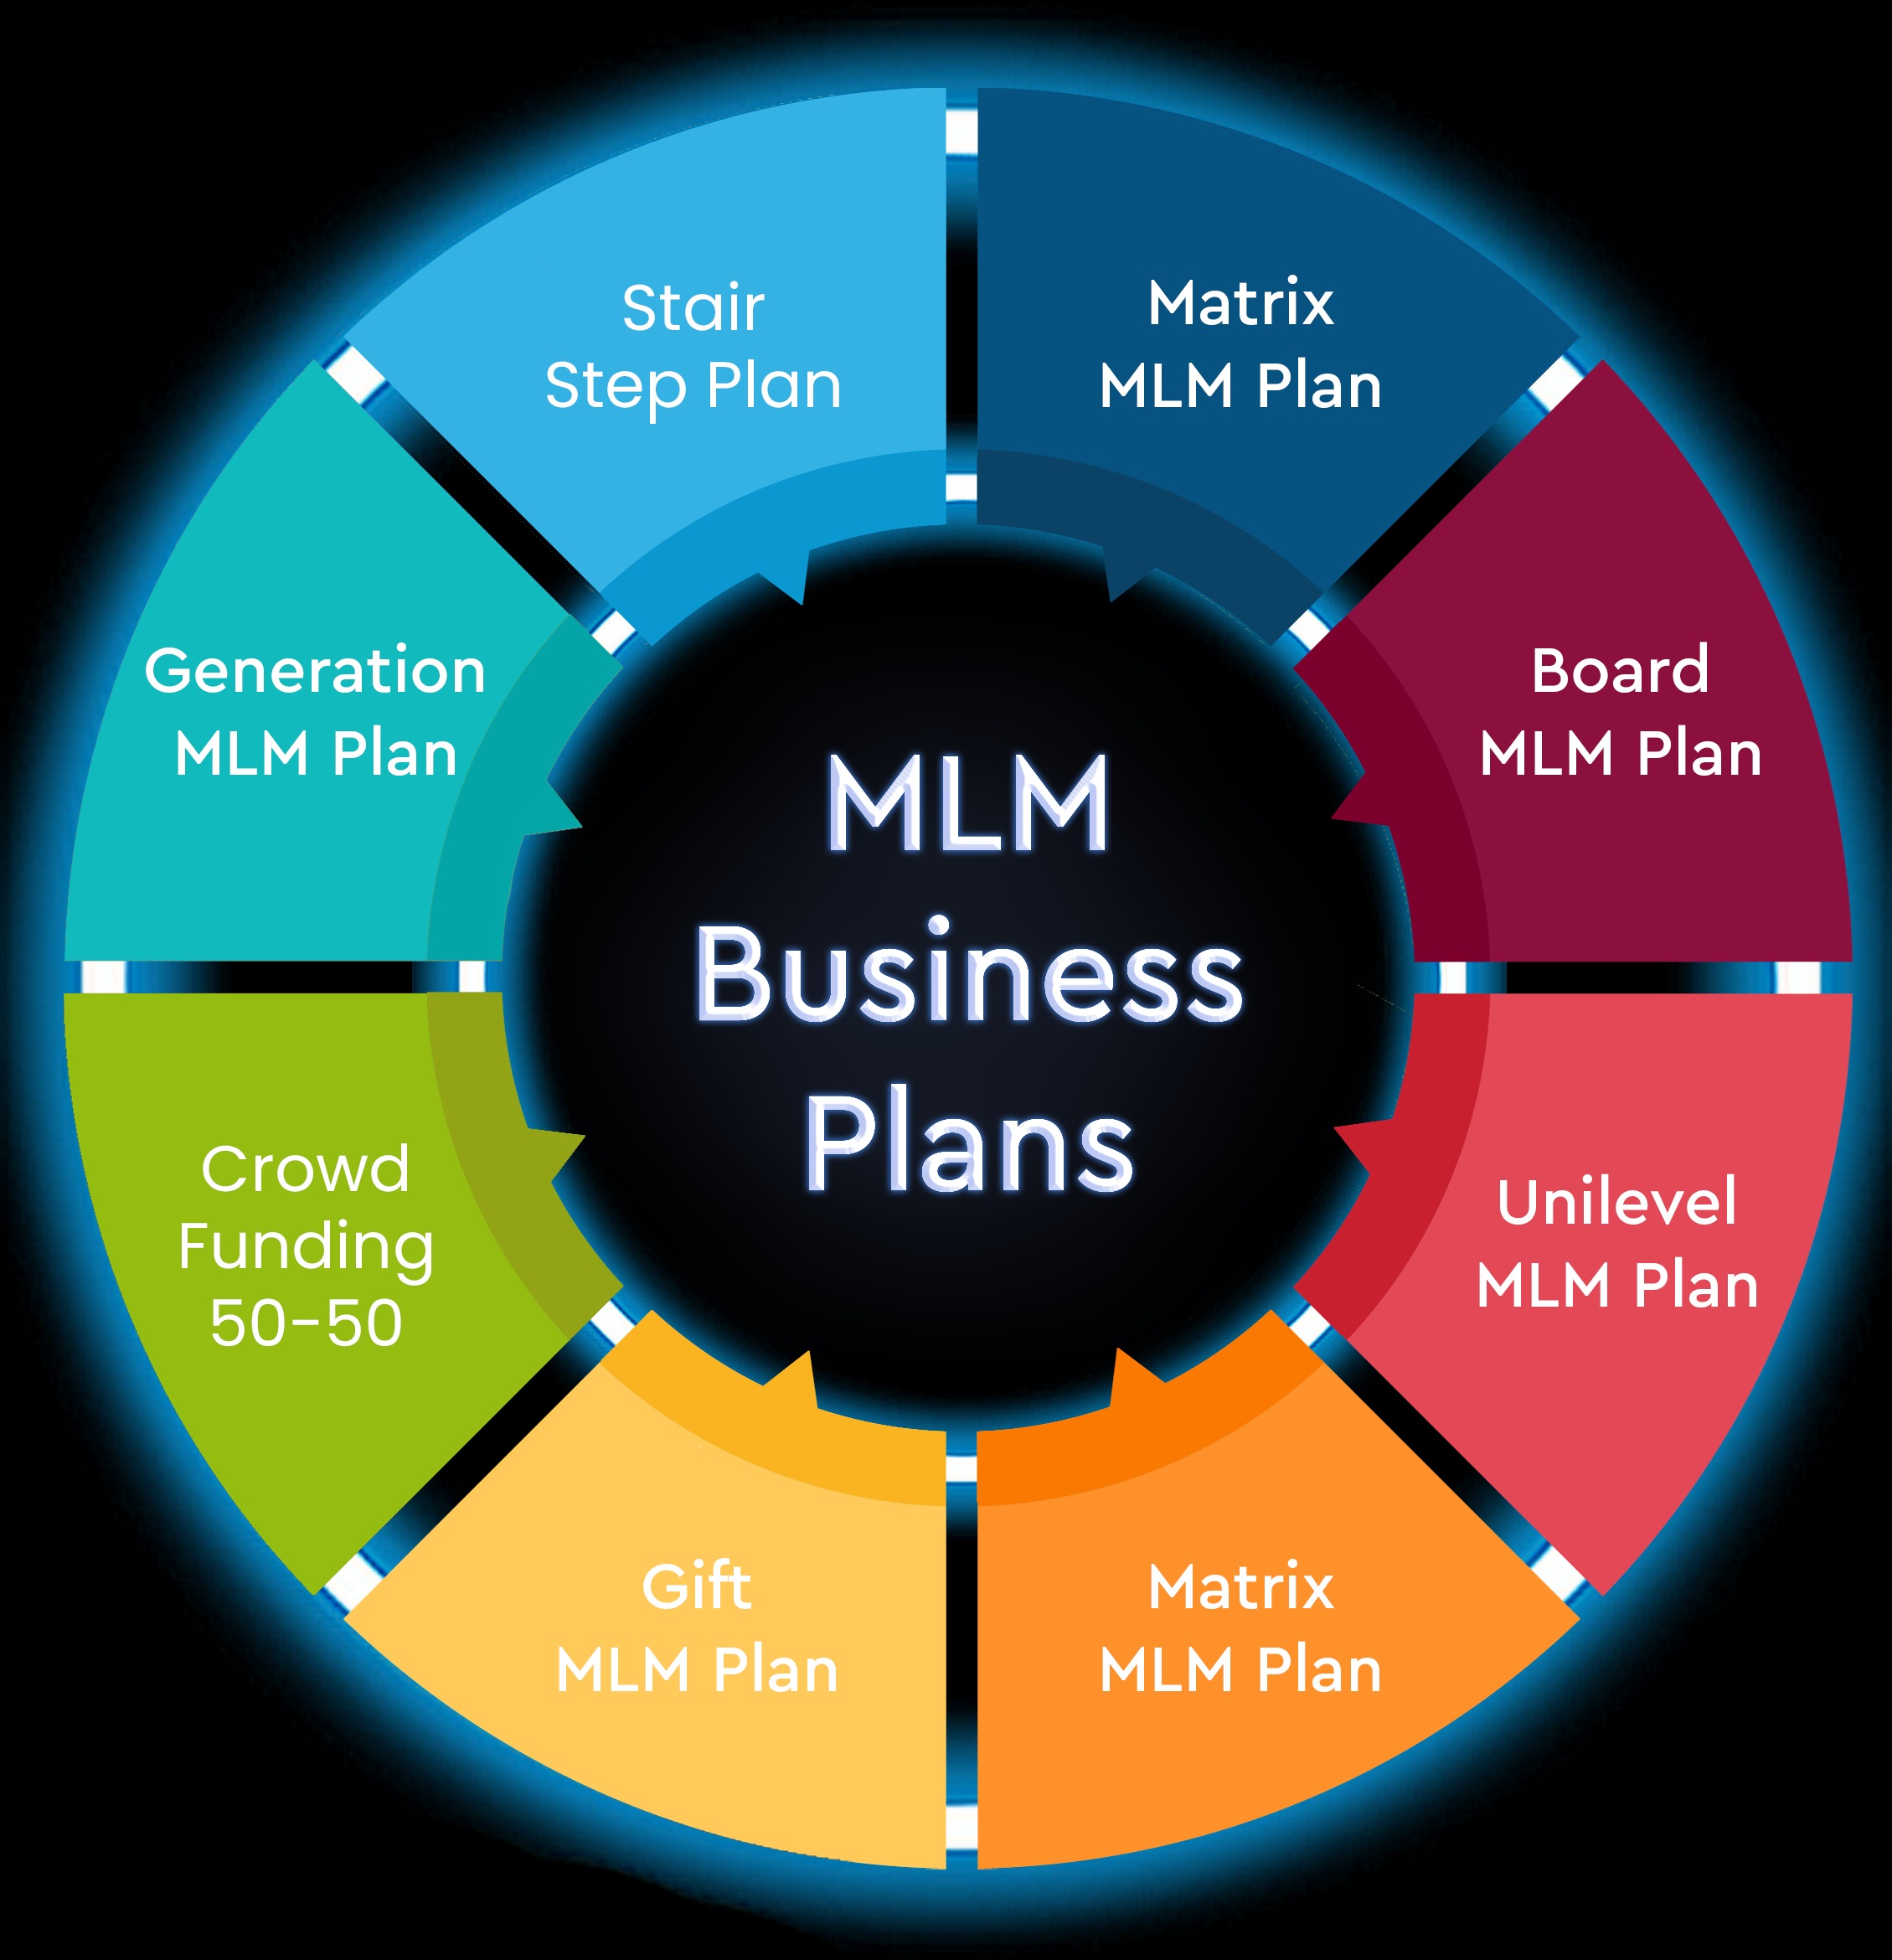 Stair
Step Plan
Matrix
MLM Plan
Generation
MLM Plan
Board
MLM Plan
MLM
Business
Plans
Crowd
Funding
50-50
Unilevel
MLM Plan
Gift
MLM Plan
Matrix
MLM Plan